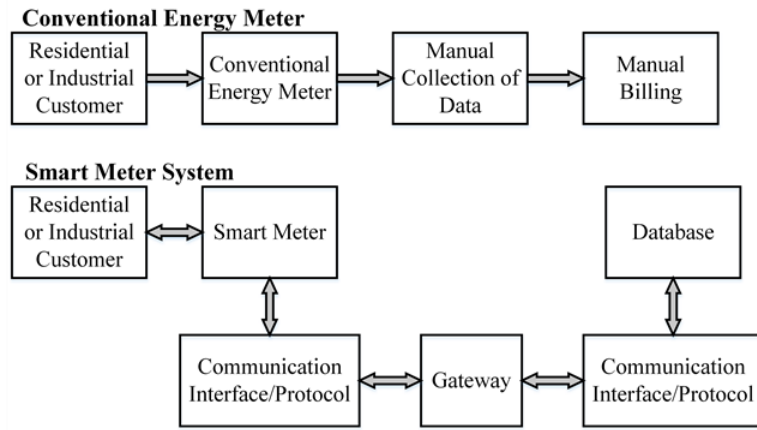 Conventional Energy Meter
Residential
or Industrial
Customer
Conventional
Energy Meter
Manual
Collection of
Data
Manual
Billing
Smart Meter System
Residential
or Industrial
Customer
Smart Meter
Database
Communication
Interface/Protocol
Gateway
Communication
Interface/Protocol